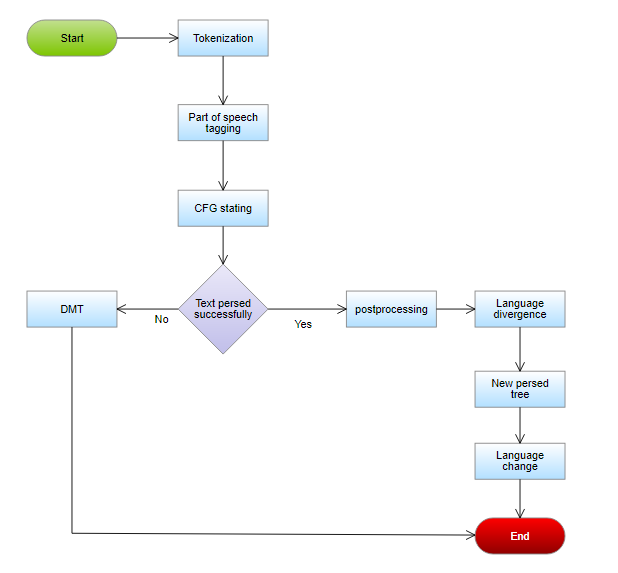 Start
Tokenization
Part of speech
tagging
CFG stating
Text persed
successfully
No
DMT
Yes
postprocessing
Language
divergence
New persed
tree
Language
change
End